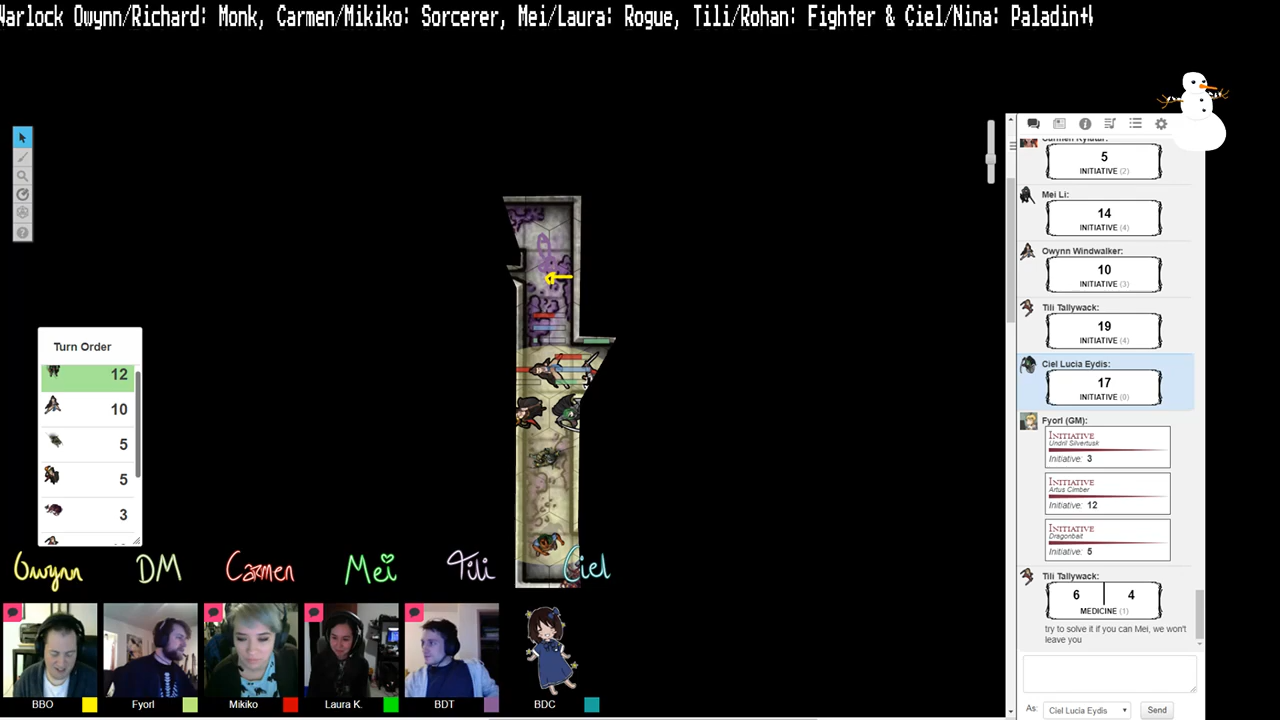 Warlock Owynn/Richard: Monk, Carmen/Mikiko: Sorcerer, Mei/Laura: Rogue, Tili/Rohan: Fighter & Ciel/Nina: Paladin+
5
INITIATIVE (2)
Mei Li:
14
INITIATIVE (4)
Owynn Windwalker:
10
INITIATIVE (3)
Tili Tallywack:
19
INITIATIVE (4)
Ciel Lucia Eydis:
17
INITIATIVE (0)
Fyorl (GM):
INITIATIVE
Undril Silvertusk
Initiative: 3
INITIATIVE
Artus Cimber
Initiative: 12
INITIATIVE
Dragonbait
Initiative: 5
Tili Tallywack:
6 4
MEDICINE (1)
try to solve it if you can Mei, we won't
leave you
As: Ciel Lucia Eydis Send
Turn Order
12
10
5
5
3
Owynn DM Carmen Mei Tili Ciel
BBO Fyorl Mikiko Laura K. BDT BDC